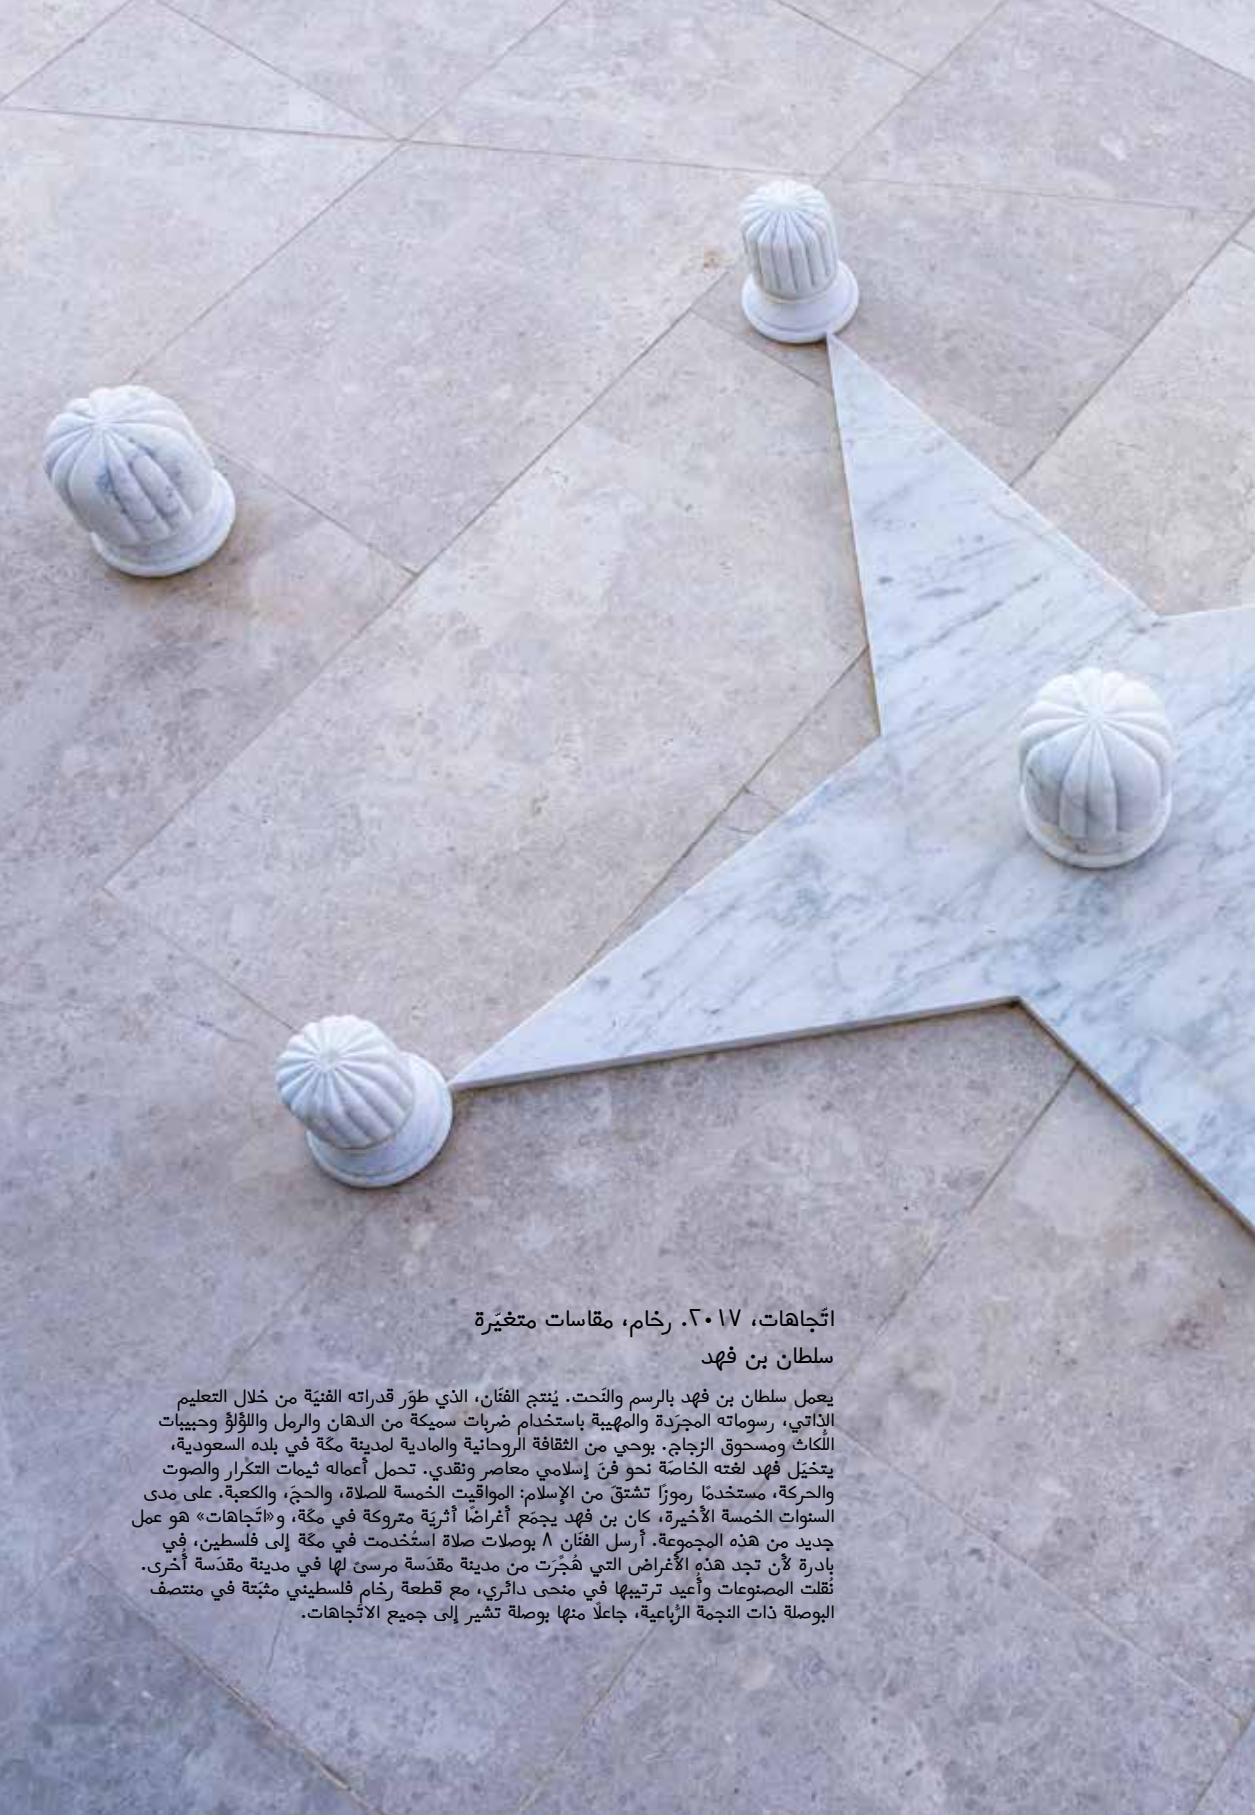 اتّجاهات، ٢٠١٧. رخام، مقاسات متغيّرة
سلطان بن فهد
يعمل سلطان بن فهد بالرسم والنّحت. يُنتج الفنّان، الذي طوّر قدراته الفنيّة من خلال التعليم
الذاتي، رسوماته المجرّدة والمهيبة باستخدام ضربات سميكة من الدهان والرمل واللؤلؤ وحبيبات
اللّكاث ومسحوق الزجاج. بوحي من الثقافة الروحانية والمادية لمدينة مكّة في بلده السعودية،
يتخيّل فهد لغته الخاصّة نحو فنّ إسلامي معاصر ونقدي. تحمل أعماله ثيمات التكرار والصوت
والحركة، مستخدمًا رموزًا تشتقّ من الإسلام: المواقيت الخمسة للصلاة، والحجّ، والكعبة. على مدى
السنوات الخمسة الأخيرة، كان بن فهد يجمّع أغراضًا أثريّة متروكة في مكّة، و«اتّجاهات» هو عمل
جديد من هذه المجموعة. أرسل الفنّان ٨ بوصلات صلاة استُخدمت في مكّة إلى فلسطين، في
بادرة لأن تجد هذه الأغراض التي هُجّرَت من مدينة مقدّسة مرسىً لها في مدينة مقدّسة أُخرى.
نُقلت المصنوعات وأُعيد ترتيبها في منحى دائري، مع قطعة رخام فلسطيني مثبّتة في منتصف
البوصلة ذات النجمة الرُّباعية، جاعلًا منها بوصلة تشير إلى جميع الاتّجاهات.